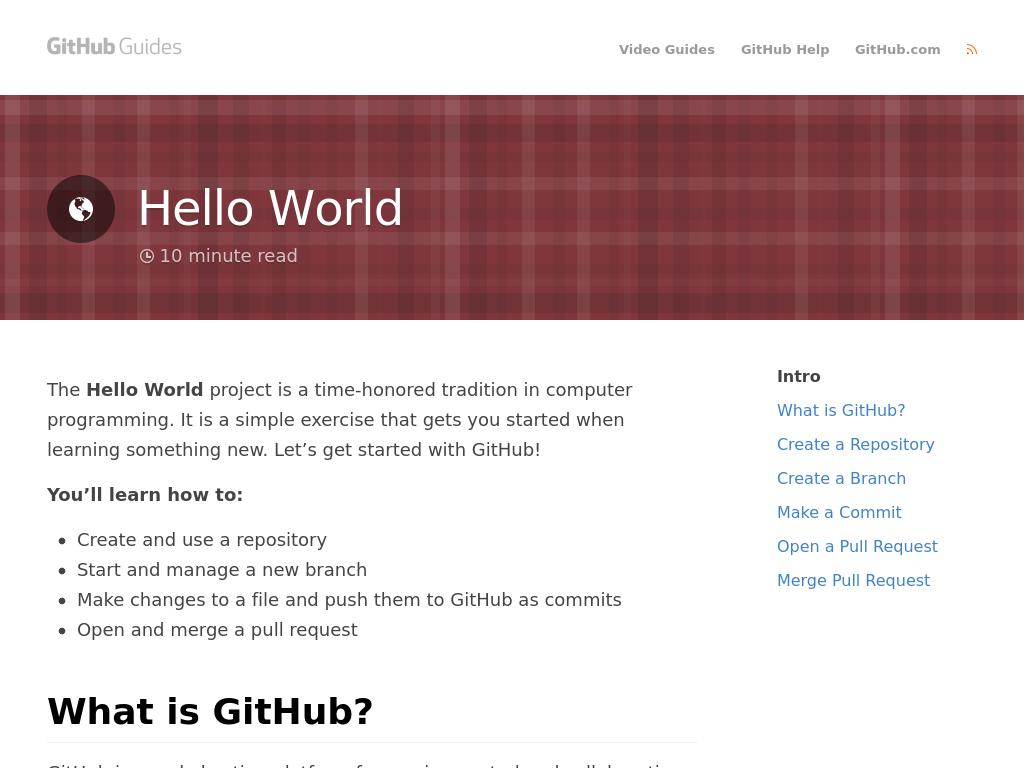 GitHub Guides
Video Guides
GitHub Help
GitHub.com
Hello World
10 minute read
The Hello World project is a time-honored tradition in computer
programming. It is a simple exercise that gets you started when
learning something new. Let’s get started with GitHub!
You’ll learn how to:
Create and use a repository
Start and manage a new branch
Make changes to a file and push them to GitHub as commits
Open and merge a pull request
What is GitHub?
Intro
What is GitHub?
Create a Repository
Create a Branch
Make a Commit
Open a Pull Request
Merge Pull Request